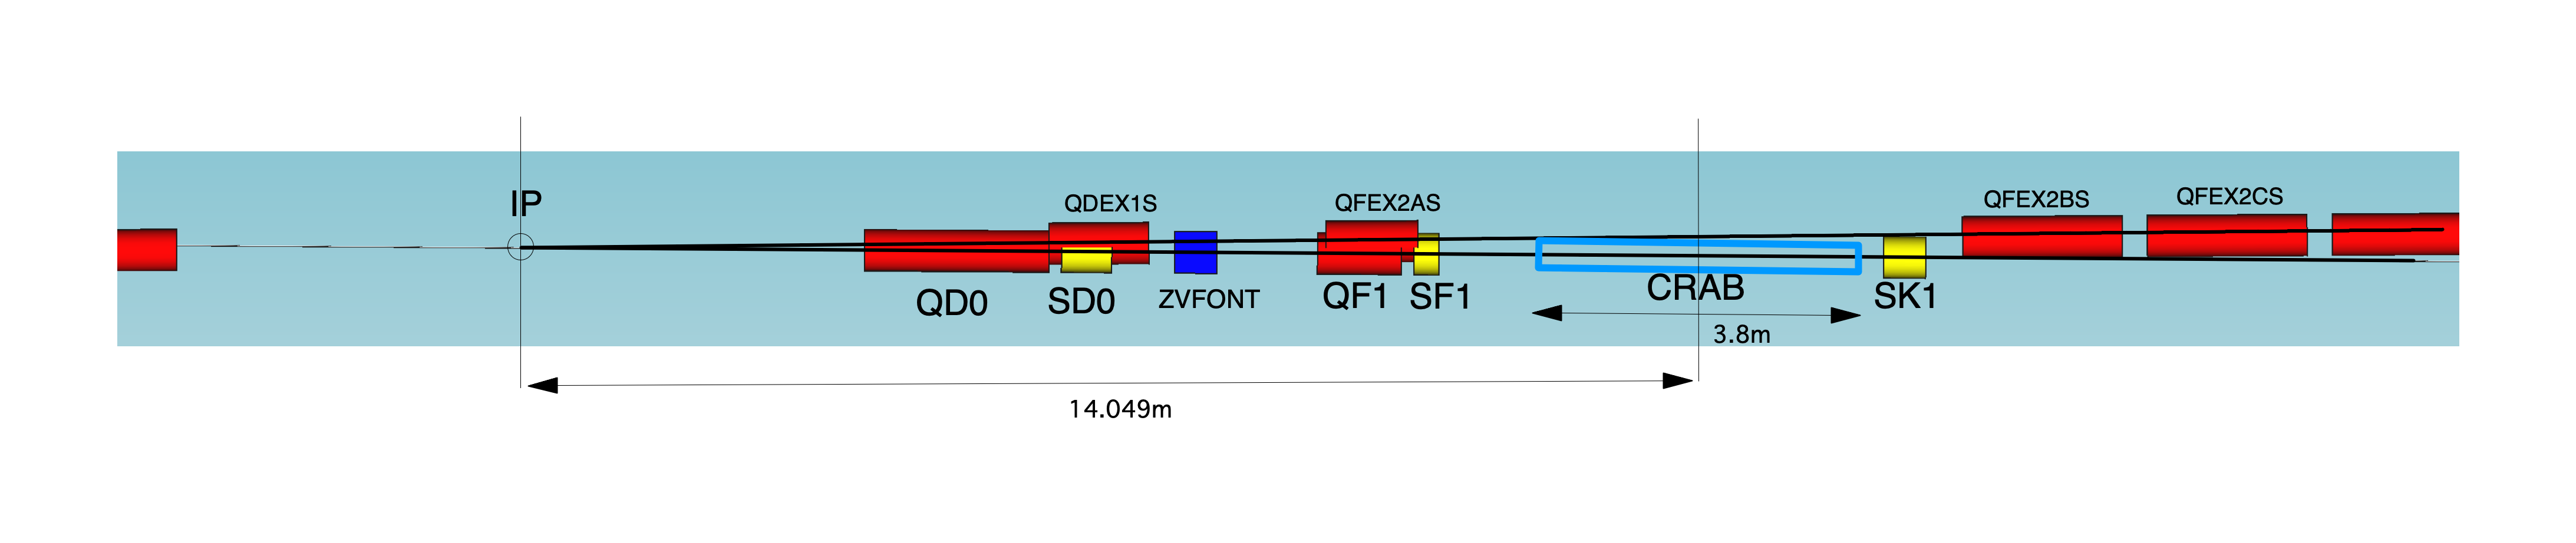 IP
QDEX1S
QFEX2AS
QFEX2BS
QFEX2CS
QD0
SD0
ZVFONT
QF1
SF1
CRAB
SK1
3.8m
14.049m